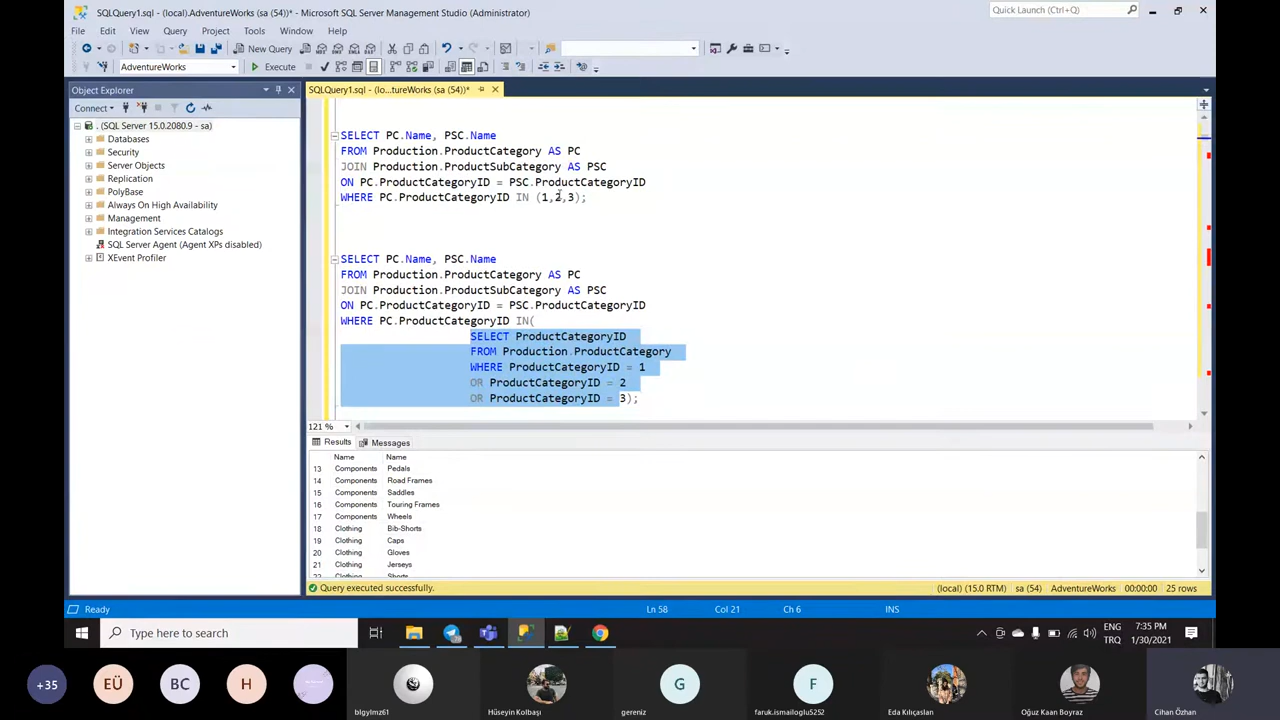 SQLQuery1.sql - (local).AdventureWorks (sa (54))* - Microsoft SQL Server Management Studio (Administrator)
Quick Launch (Ctrl+Q)
File Edit View Query Project Tools Window Help
New Query
AdventureWorks
Execute
Object Explorer
SQLQuery1.sql - (lo...tureWorks (sa (54))*
Connect
. (SQL Server 15.0.2080.9 - sa)
Databases
Security
Server Objects
Replication
PolyBase
Always On High Availability
Management
Integration Services Catalogs
SQL Server Agent (Agent XPs disabled)
XEvent Profiler
SELECT PC.Name, PSC.Name
FROM Production.ProductCategory AS PC
JOIN Production.ProductSubCategory AS PSC
ON PC.ProductCategoryID = PSC.ProductCategoryID
WHERE PC.ProductCategoryID IN (1,2,3);
SELECT PC.Name, PSC.Name
FROM Production.ProductCategory AS PC
JOIN Production.ProductSubCategory AS PSC
ON PC.ProductCategoryID = PSC.ProductCategoryID
WHERE PC.ProductCategoryID IN(
SELECT ProductCategoryID
FROM Production.ProductCategory
WHERE ProductCategoryID = 1
OR ProductCategoryID = 2
OR ProductCategoryID = 3);
121 %
Results Messages
Name Name
13 Components Pedals
14 Components Road Frames
15 Components Saddles
16 Components Touring Frames
17 Components Wheels
18 Clothing Bib-Shorts
19 Clothing Caps
20 Clothing Gloves
21 Clothing Jerseys
22 Clothing Shorts
Query executed successfully.
(local) (15.0 RTM) sa (54) AdventureWorks 00:00:00 25 rows
Ready
Ln 58 Col 21 Ch 6 INS
Type here to search
ENG
TRQ
7:35 PM
1/30/2021
+35
EÜ
BC
H
G
F
blgylmz61
Hüseyin Kolbaşı
gereniz
faruk.ismailoglu5252
Eda Kılıçaslan
Oğuz Kaan Boyraz
Cihan Özhan